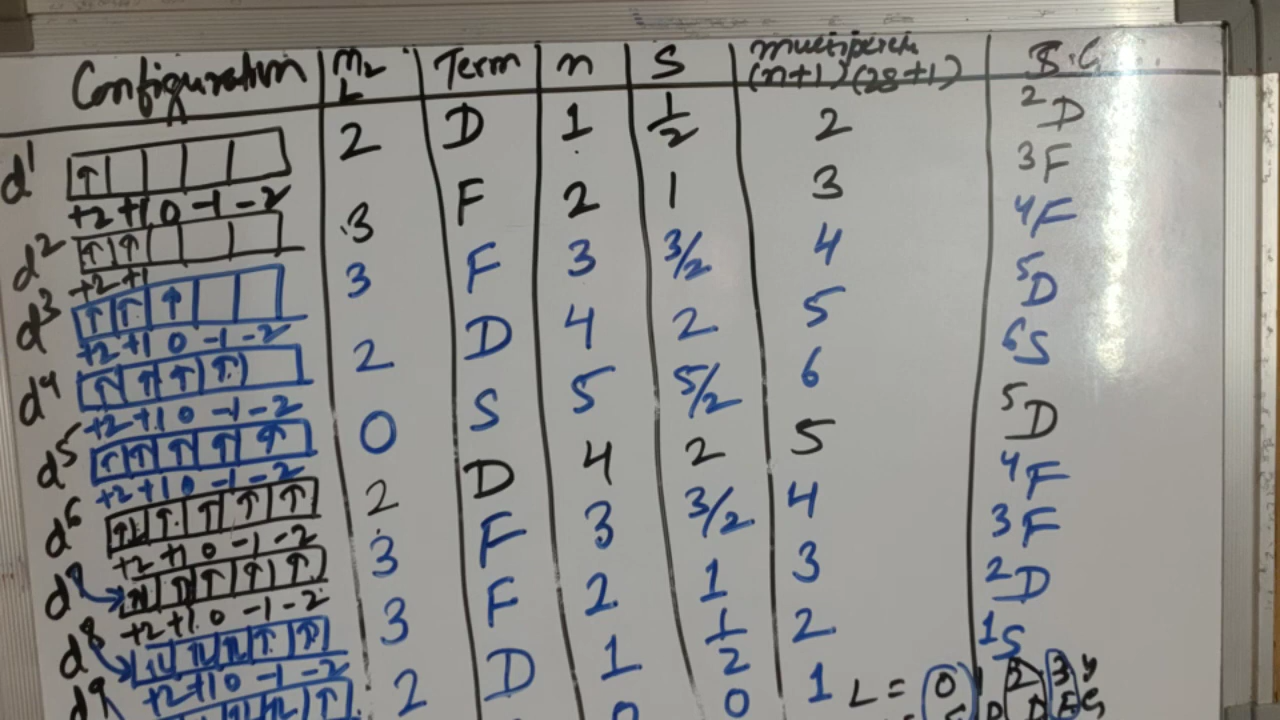 Configuration M L Term n S (n+1) (2s+1)
L
d1 ↑ 2 D 1 1/2 2 2D
+2 +1 0 -1 -2
d2 ↑ ↑ 3 F 2 1 3 3F
+2 +1
d3 ↑ ↑ ↑ 3 F 3 3/2 4 4F
+2 +1 0 -1 -2
d4 ↑ ↑ ↑ ↑ 2 D 4 2 5 5D
+2 +1 0 -1 -2
d5 ↑ ↑ ↑ ↑ ↑ 0 S 5 5/2 6 6S
+2 +1 0 -1 -2
d6 ↑↓ ↑ ↑ ↑ ↑ 2 D 4 2 5 5D
+2 +1 0 -1 -2
↑↓ ↑↓ ↑ ↑ ↑ 3 F 3 3/2 4 4F
+2 +1 0 -1 -2
d8 ↑↓ ↑↓ ↑↓ ↑ ↑ 3 F 2 1 3 3F
+2 +1 0 -1 -2
d9 2 D 1 1/2 2 2D
0 0 1 1S
L = 0 1 2 3 4